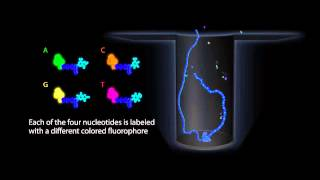 A C
G T
Each of the four nucleotides is labeled
with a different colored fluorophore